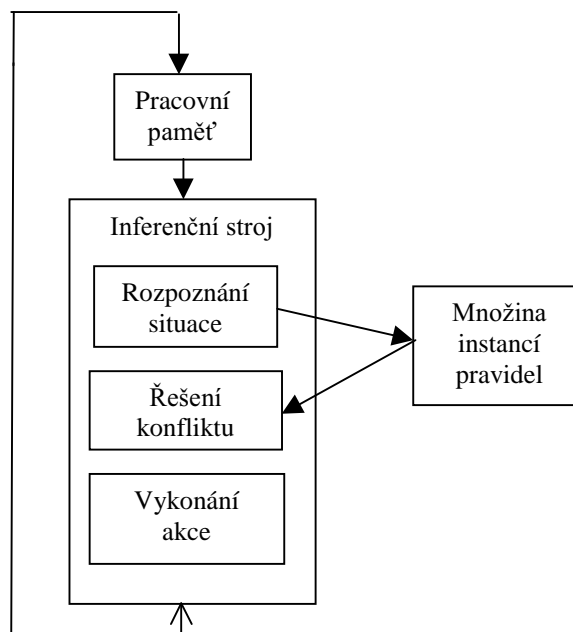 Pracovní
paměť
Inferenční stroj
Rozpoznání
situace
Množina
instancí
pravidel
Řešení
konfliktu
Vykonání
akce